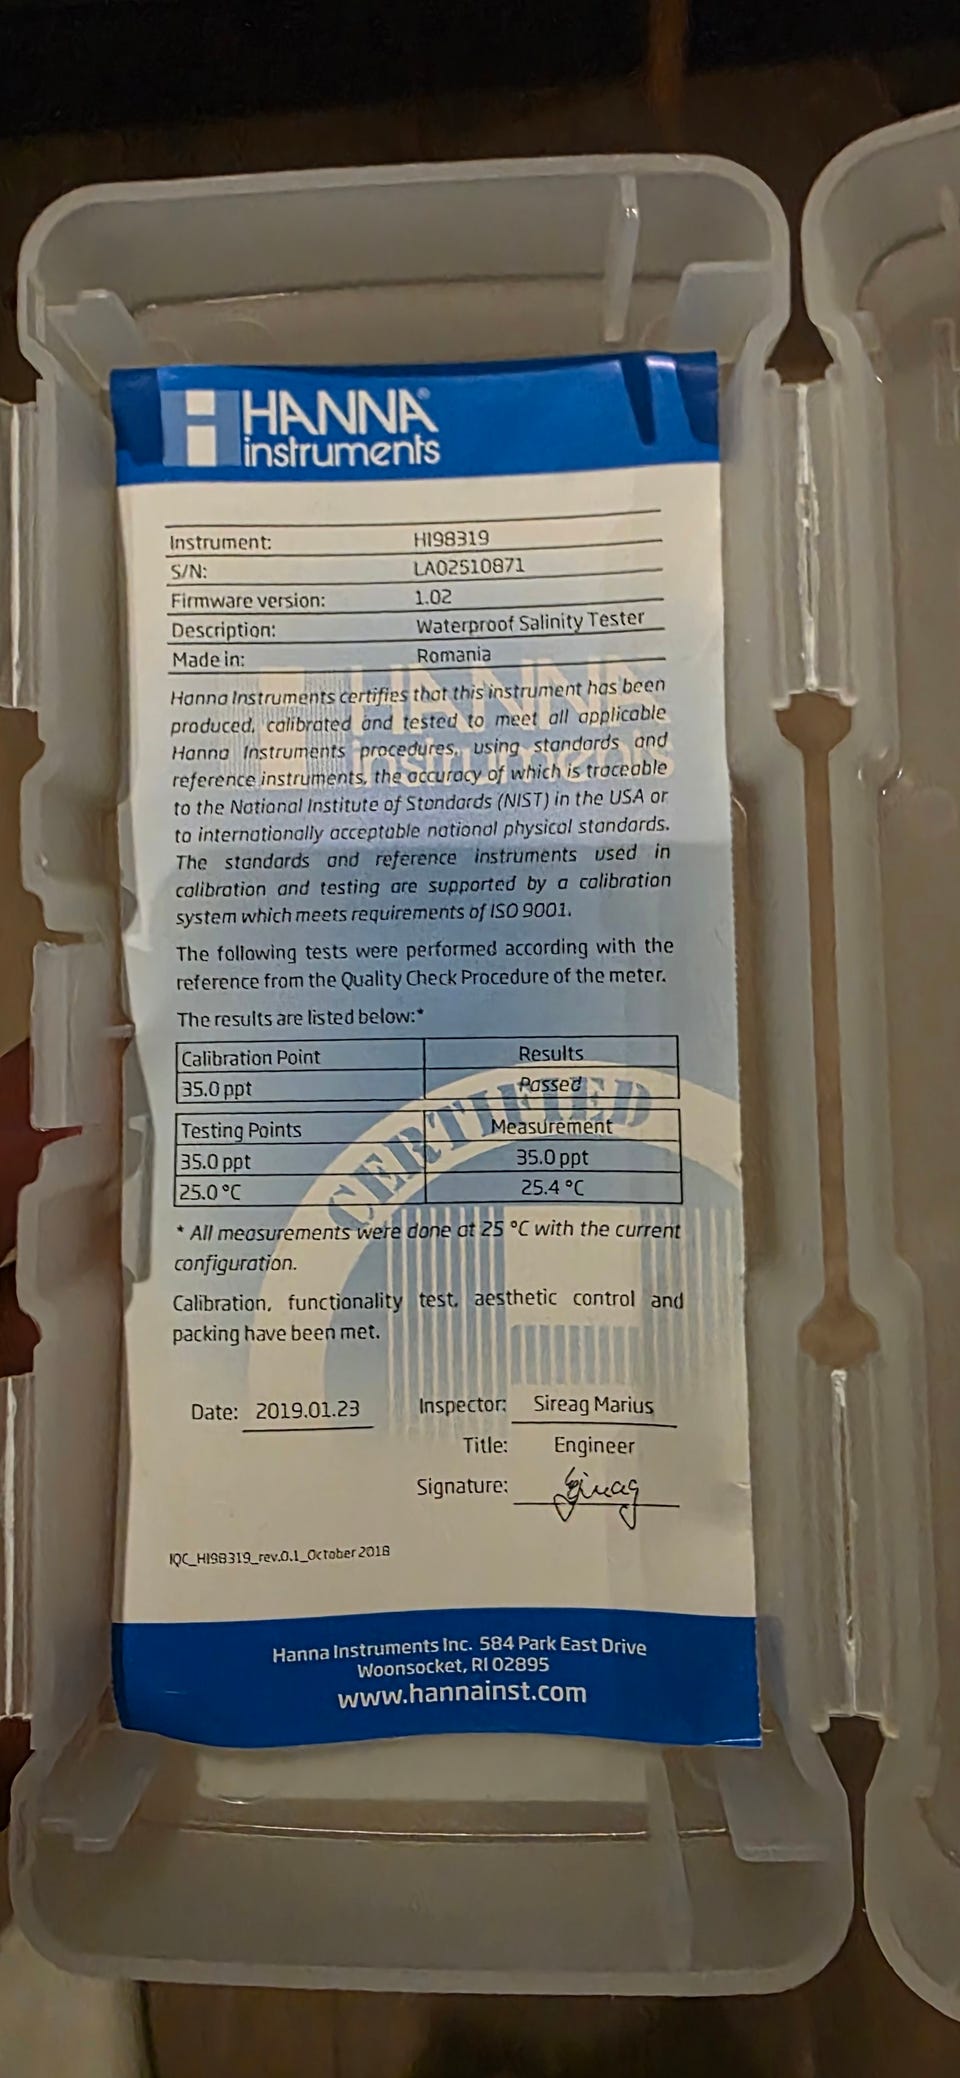 HANNA®
instruments
Instrument: HI98319
S/N: LA02510871
Firmware version: 1.02
Description: Waterproof Salinity Tester
Made in: Romania
Hanna Instruments certifies that this instrument has been
produced, calibrated and tested to meet all applicable
Hanna Instruments procedures, using standards and
reference instruments, the accuracy of which is traceable
to the National Institute of Standards (NIST) in the USA or
to internationally acceptable national physical standards.
The standards and reference instruments used in
calibration and testing are supported by a calibration
system which meets requirements of ISO 9001.
The following tests were performed according with the
reference from the Quality Check Procedure of the meter.
The results are listed below:*
Calibration Point Results
35.0 ppt Passed
CERTIFIED
Testing Points Measurement
35.0 ppt 35.0 ppt
25.0 °C 25.4 °C
* All measurements were done at 25 °C with the current
configuration.
Calibration, functionality test, aesthetic control and
packing have been met.
Date: 2019.01.23 Inspector: Sireag Marius
Title: Engineer
Signature: Sireag
IQC_HI98319_rev.0.1_October 2018
Hanna Instruments Inc. 584 Park East Drive
Woonsocket, RI 02895
www.hannainst.com